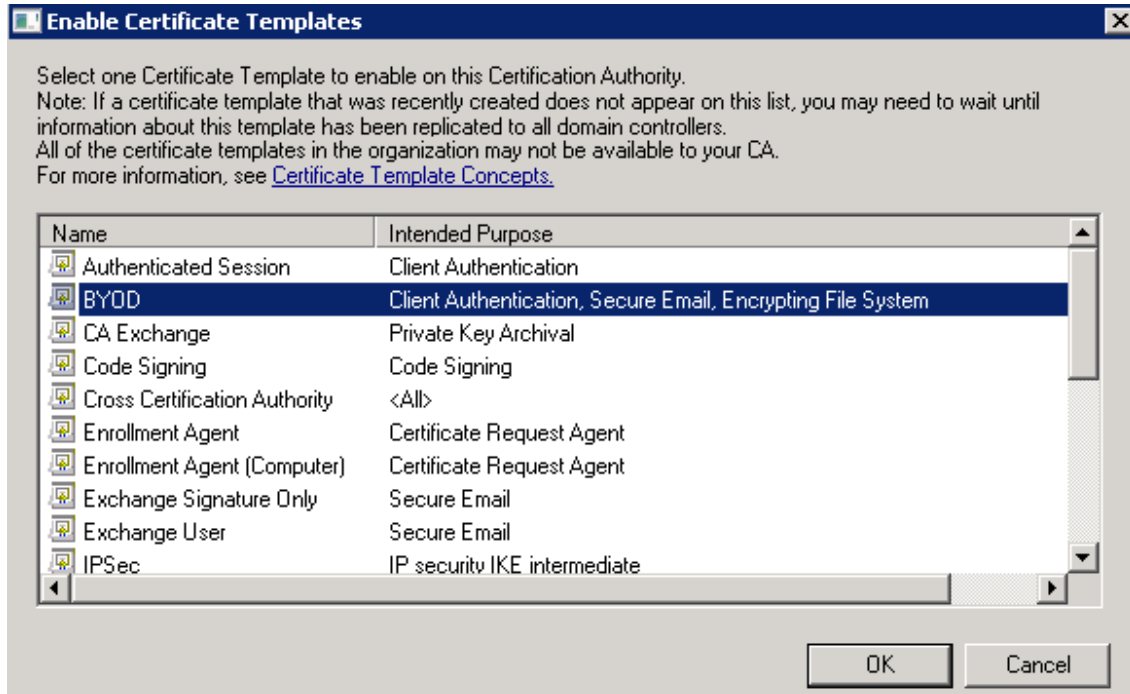 Enable Certificate Templates
Select one Certificate Template to enable on this Certification Authority.
Note: If a certificate template that was recently created does not appear on this list, you may need to wait until
information about this template has been replicated to all domain controllers.
All of the certificate templates in the organization may not be available to your CA.
For more information, see Certificate Template Concepts.
Name Intended Purpose
Authenticated Session Client Authentication
BYOD Client Authentication, Secure Email, Encrypting File System
CA Exchange Private Key Archival
Code Signing Code Signing
Cross Certification Authority <All>
Enrollment Agent Certificate Request Agent
Enrollment Agent (Computer) Certificate Request Agent
Exchange Signature Only Secure Email
Exchange User Secure Email
IPSec IP security IKE intermediate
OK Cancel